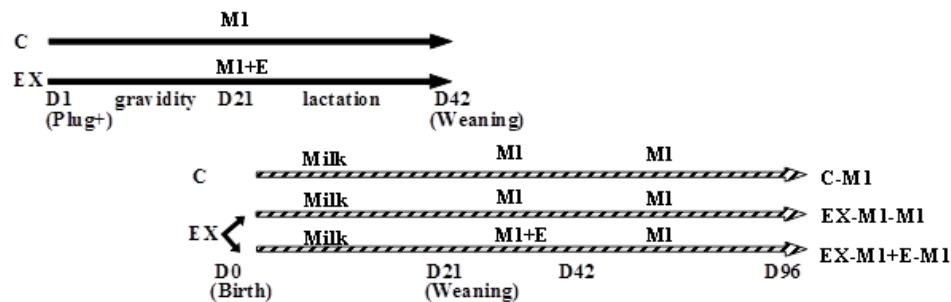 M1
C
M1+E
EX
D1 gravidity D21 lactation D42
(Plug+) (Weaning)
Milk M1 M1
C C-M1
Milk M1 M1
EX-M1-M1
EX
Milk M1+E M1
EX-M1+E-M1
D0 D21 D42 D96
(Birth) (Weaning)